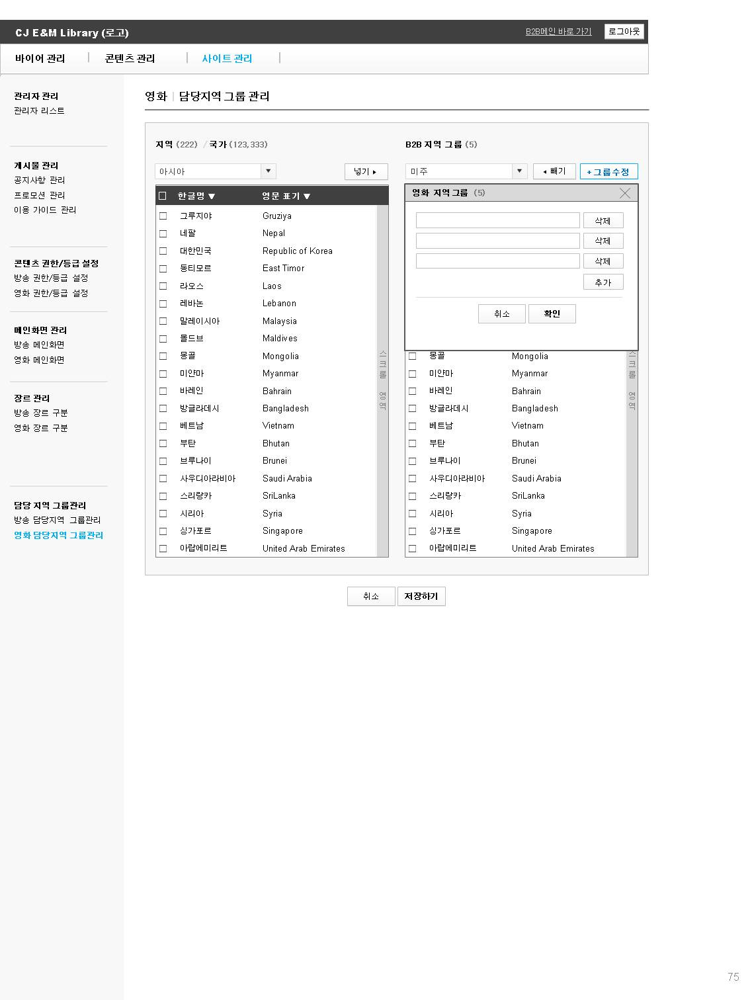 CJ E&M Library (로고)
B2B메인 바로 가기
로그아웃
바이어 관리
콘텐츠 관리
사이트 관리
관리자 관리
관리자 리스트
게시물 관리
공지사항 관리
프로모션 관리
이용 가이드 관리
콘텐츠 권한/등급 설정
방송 권한/등급 설정
영화 권한/등급 설정
메인화면 관리
방송 메인화면
영화 메인화면
장르 관리
방송 장르 구분
영화 장르 구분
담당 지역 그룹관리
방송 담당지역 그룹관리
영화 담당지역 그룹관리
영화 | 담당지역 그룹 관리
지역 (222) / 국가 (123,333)
아시아 ▼
넣기 ▶
한글명 ▼ 영문 표기 ▼
그루지야 Gruziya
네팔 Nepal
대한민국 Republic of Korea
동티모르 East Timor
라오스 Laos
레바논 Lebanon
말레이시아 Malaysia
몰드브 Maldives
몽골 Mongolia
미얀마 Myanmar
바레인 Bahrain
방글라데시 Bangladesh
베트남 Vietnam
부탄 Bhutan
브루나이 Brunei
사우디아라비아 Saudi Arabia
스리랑카 SriLanka
시리아 Syria
싱가포르 Singapore
아랍에미리트 United Arab Emirates
스크롤 영역
B2B 지역 그룹 (5)
미주 ▼
◀ 빼기
+ 그룹수정
영화 지역그룹 (5)
삭제
삭제
삭제
추가
취소
확인
몽골 Mongolia
미얀마 Myanmar
바레인 Bahrain
방글라데시 Bangladesh
베트남 Vietnam
부탄 Bhutan
브루나이 Brunei
사우디아라비아 Saudi Arabia
스리랑카 SriLanka
시리아 Syria
싱가포르 Singapore
아랍에미리트 United Arab Emirates
스크롤 영역
취소
저장하기
75